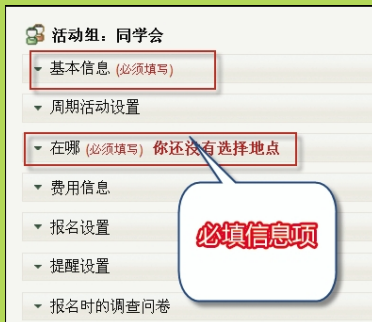 活动组：同学会
基本信息 (必须填写)
周期活动设置
在哪 (必须填写) 你还没有选择地点
费用信息
报名设置
必填信息项
提醒设置
报名时的调查问卷